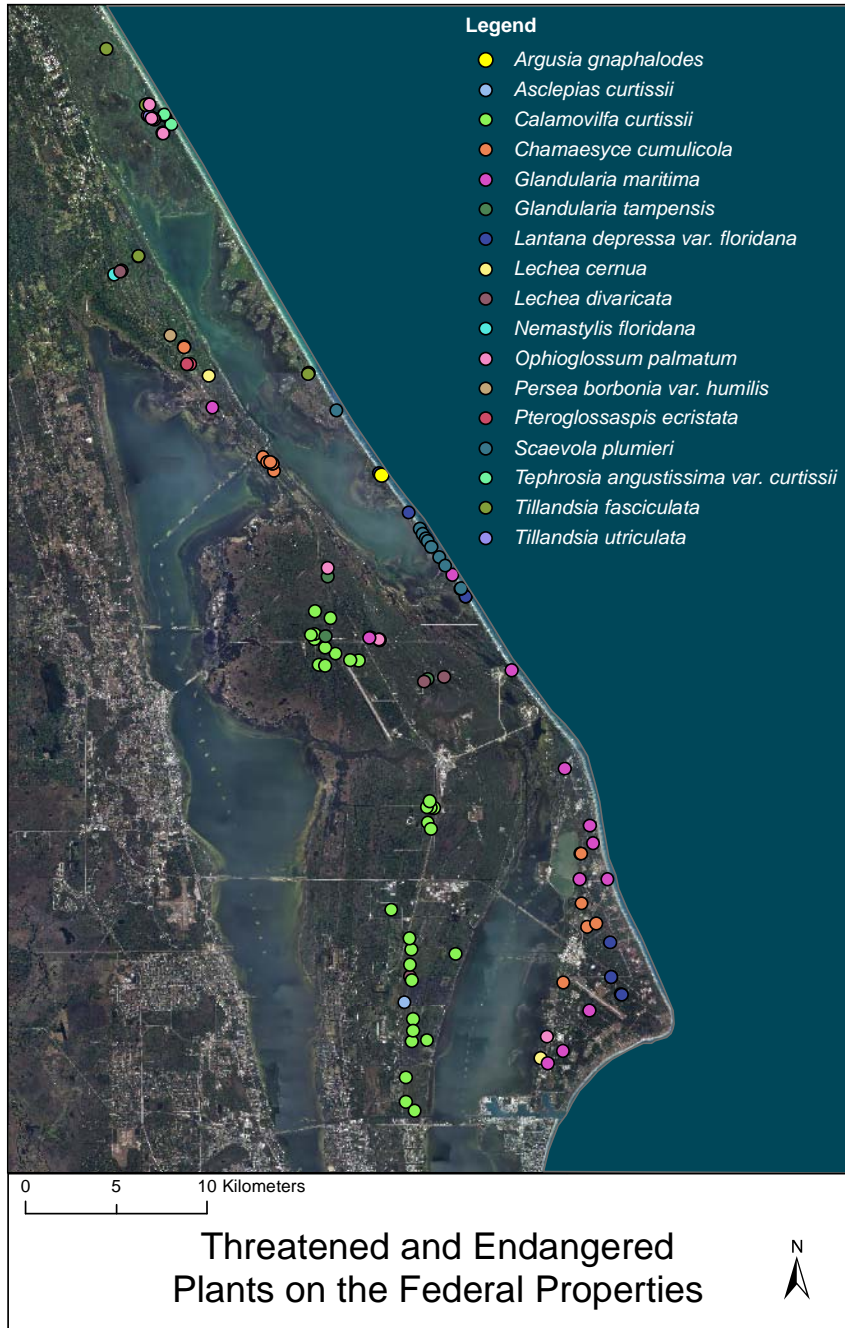 Legend
Argusia gnaphalodes
Asclepias curtissii
Calamovilfa curtissii
Chamaesyce cumulicola
Glandularia maritima
Glandularia tampensis
Lantana depressa var. floridana
Lechea cernua
Lechea divaricata
Nemastylis floridana
Ophioglossum palmatum
Persea borbonia var. humilis
Pteroglossaspis ecristata
Scaevola plumieri
Tephrosia angustissima var. curtissii
Tillandsia fasciculata
Tillandsia utriculata
0 5 10 Kilometers
Threatened and Endangered
Plants on the Federal Properties
N